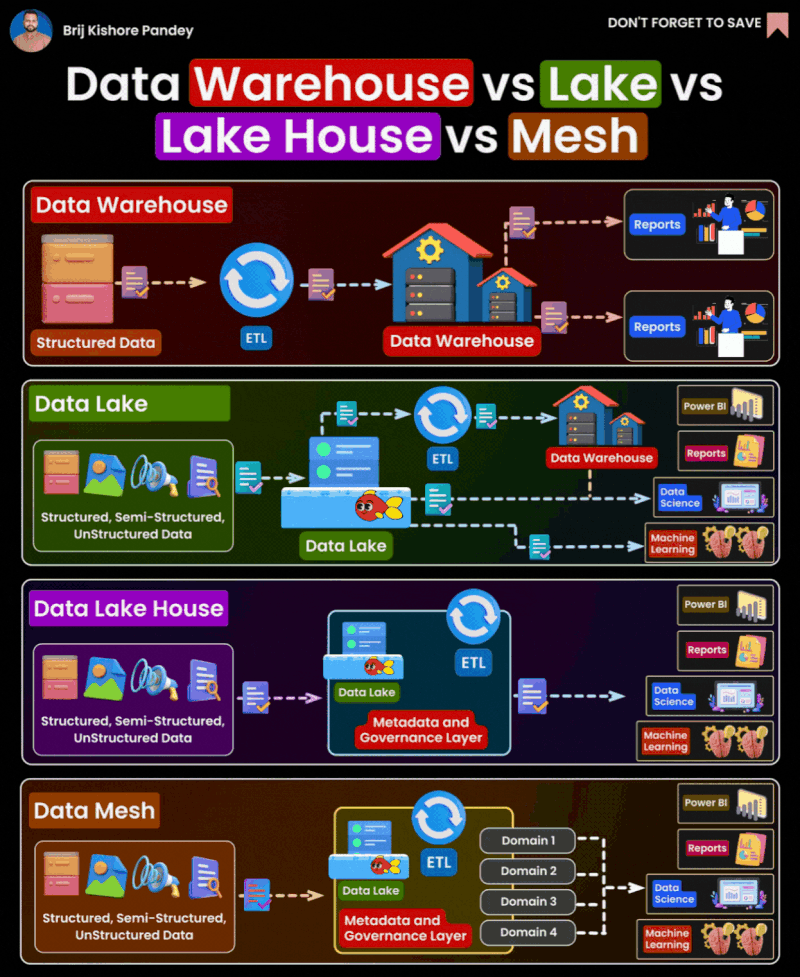 Brij Kishore Pandey
DON'T FORGET TO SAVE
Data Warehouse vs Lake vs
Lake House vs Mesh
Data Warehouse
Structured Data
ETL
Data Warehouse
Reports
Reports
Data Lake
Structured, Semi-Structured,
UnStructured Data
Data Lake
ETL
Data Warehouse
Power BI
Reports
Data
Science
Machine
Learning
Data Lake House
Structured, Semi-Structured,
UnStructured Data
Data Lake
ETL
Metadata and
Governance Layer
Power BI
Reports
Data
Science
Machine
Learning
Data Mesh
Structured, Semi-Structured,
UnStructured Data
Data Lake
ETL
Metadata and
Governance Layer
Domain 1
Domain 2
Domain 3
Domain 4
Power BI
Reports
Data
Science
Machine
Learning